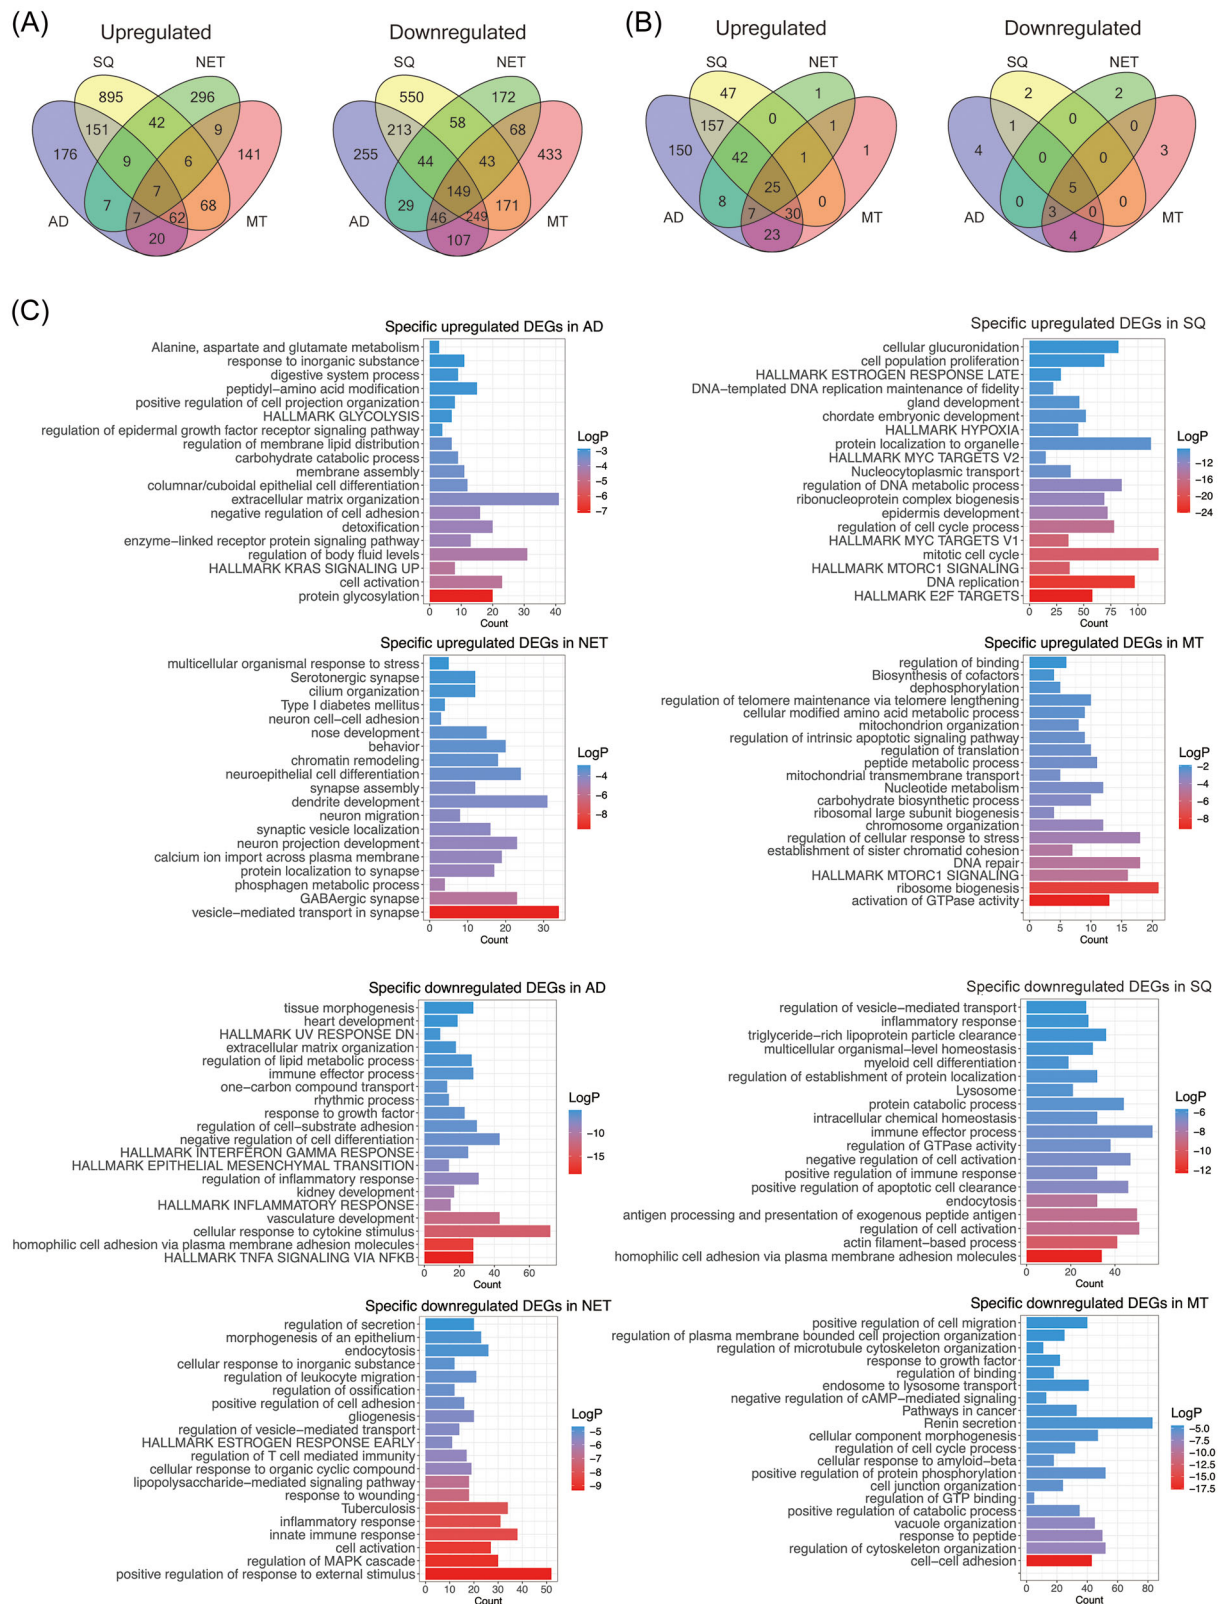 (A)
Upregulated
SQ
NET
895
296
151
42
9
176
9
6
141
7
7
7
62
68
AD
20
MT
Downregulated
SQ
NET
550
172
213
58
68
255
44
43
433
149
29
46
249
171
AD
107
MT
(B)
Upregulated
SQ
NET
47
1
157
0
1
150
42
1
1
25
8
7
30
0
AD
23
MT
Downregulated
SQ
NET
2
2
1
0
0
4
0
0
3
5
0
3
0
0
AD
4
MT
(C)
Specific upregulated DEGs in AD
Alanine, aspartate and glutamate metabolism
response to inorganic substance
digestive system process
peptidyl−amino acid modification
positive regulation of cell projection organization
HALLMARK GLYCOLYSIS
regulation of epidermal growth factor receptor signaling pathway
regulation of membrane lipid distribution
carbohydrate catabolic process
membrane assembly
columnar/cuboidal epithelial cell differentiation
extracellular matrix organization
negative regulation of cell adhesion
detoxification
enzyme−linked receptor protein signaling pathway
regulation of body fluid levels
HALLMARK KRAS SIGNALING UP
cell activation
protein glycosylation
0 10 20 30 40
Count
LogP
−3
−4
−5
−6
−7
Specific upregulated DEGs in SQ
cellular glucuronidation
cell population proliferation
HALLMARK ESTROGEN RESPONSE LATE
DNA−templated DNA replication maintenance of fidelity
gland development
chordate embryonic development
HALLMARK HYPOXIA
protein localization to organelle
HALLMARK MYC TARGETS V2
Nucleocytoplasmic transport
regulation of DNA metabolic process
ribonucleoprotein complex biogenesis
epidermis development
regulation of cell cycle process
HALLMARK MYC TARGETS V1
mitotic cell cycle
HALLMARK MTORC1 SIGNALING
DNA replication
HALLMARK E2F TARGETS
0 25 50 75 100
Count
LogP
−12
−16
−20
−24
Specific upregulated DEGs in NET
multicellular organismal response to stress
Serotonergic synapse
cilium organization
Type I diabetes mellitus
neuron cell−cell adhesion
nose development
behavior
chromatin remodeling
neuroepithelial cell differentiation
synapse assembly
dendrite development
neuron migration
synaptic vesicle localization
neuron projection development
calcium ion import across plasma membrane
protein localization to synapse
phosphagen metabolic process
GABAergic synapse
vesicle−mediated transport in synapse
0 10 20 30
Count
LogP
−4
−6
−8
Specific upregulated DEGs in MT
regulation of binding
Biosynthesis of cofactors
dephosphorylation
regulation of telomere maintenance via telomere lengthening
cellular modified amino acid metabolic process
mitochondrion organization
regulation of intrinsic apoptotic signaling pathway
regulation of translation
peptide metabolic process
mitochondrial transmembrane transport
Nucleotide metabolism
carbohydrate biosynthetic process
ribosomal large subunit biogenesis
chromosome organization
regulation of cellular response to stress
establishment of sister chromatid cohesion
DNA repair
HALLMARK MTORC1 SIGNALING
ribosome biogenesis
activation of GTPase activity
0 5 10 15 20
Count
LogP
−2
−4
−6
−8
Specific downregulated DEGs in AD
tissue morphogenesis
heart development
HALLMARK UV RESPONSE DN
extracellular matrix organization
regulation of lipid metabolic process
immune effector process
one−carbon compound transport
rhythmic process
response to growth factor
regulation of cell−substrate adhesion
negative regulation of cell differentiation
HALLMARK INTERFERON GAMMA RESPONSE
HALLMARK EPITHELIAL MESENCHYMAL TRANSITION
regulation of inflammatory response
kidney development
HALLMARK INFLAMMATORY RESPONSE
vasculature development
cellular response to cytokine stimulus
homophilic cell adhesion via plasma membrane adhesion molecules
HALLMARK TNFA SIGNALING VIA NFKB
0 20 40 60
Count
LogP
−10
−15
Specific downregulated DEGs in SQ
regulation of vesicle−mediated transport
inflammatory response
triglyceride−rich lipoprotein particle clearance
multicellular organismal−level homeostasis
myeloid cell differentiation
regulation of establishment of protein localization
Lysosome
protein catabolic process
intracellular chemical homeostasis
immune effector process
regulation of GTPase activity
negative regulation of cell activation
positive regulation of immune response
positive regulation of apoptotic cell clearance
endocytosis
antigen processing and presentation of exogenous peptide antigen
regulation of cell activation
actin filament−based process
homophilic cell adhesion via plasma membrane adhesion molecules
0 20 40
Count
LogP
−6
−8
−10
−12
Specific downregulated DEGs in NET
regulation of secretion
morphogenesis of an epithelium
endocytosis
cellular response to inorganic substance
regulation of leukocyte migration
regulation of ossification
positive regulation of cell adhesion
gliogenesis
regulation of vesicle−mediated transport
HALLMARK ESTROGEN RESPONSE EARLY
regulation of T cell mediated immunity
cellular response to organic cyclic compound
lipopolysaccharide−mediated signaling pathway
response to wounding
Tuberculosis
inflammatory response
innate immune response
cell activation
regulation of MAPK cascade
positive regulation of response to external stimulus
0 10 20 30 40 50
Count
LogP
−5
−6
−7
−8
−9
Specific downregulated DEGs in MT
positive regulation of cell migration
regulation of plasma membrane bounded cell projection organization
regulation of microtubule cytoskeleton organization
response to growth factor
regulation of binding
endosome to lysosome transport
negative regulation of cAMP−mediated signaling
Pathways in cancer
Renin secretion
cellular component morphogenesis
regulation of cell cycle process
cellular response to amyloid−beta
positive regulation of protein phosphorylation
cell junction organization
regulation of GTP binding
positive regulation of catabolic process
vacuole organization
response to peptide
regulation of cytoskeleton organization
cell−cell adhesion
0 20 40 60 80
Count
LogP
−5.0
−7.5
−10.0
−12.5
−15.0
−17.5